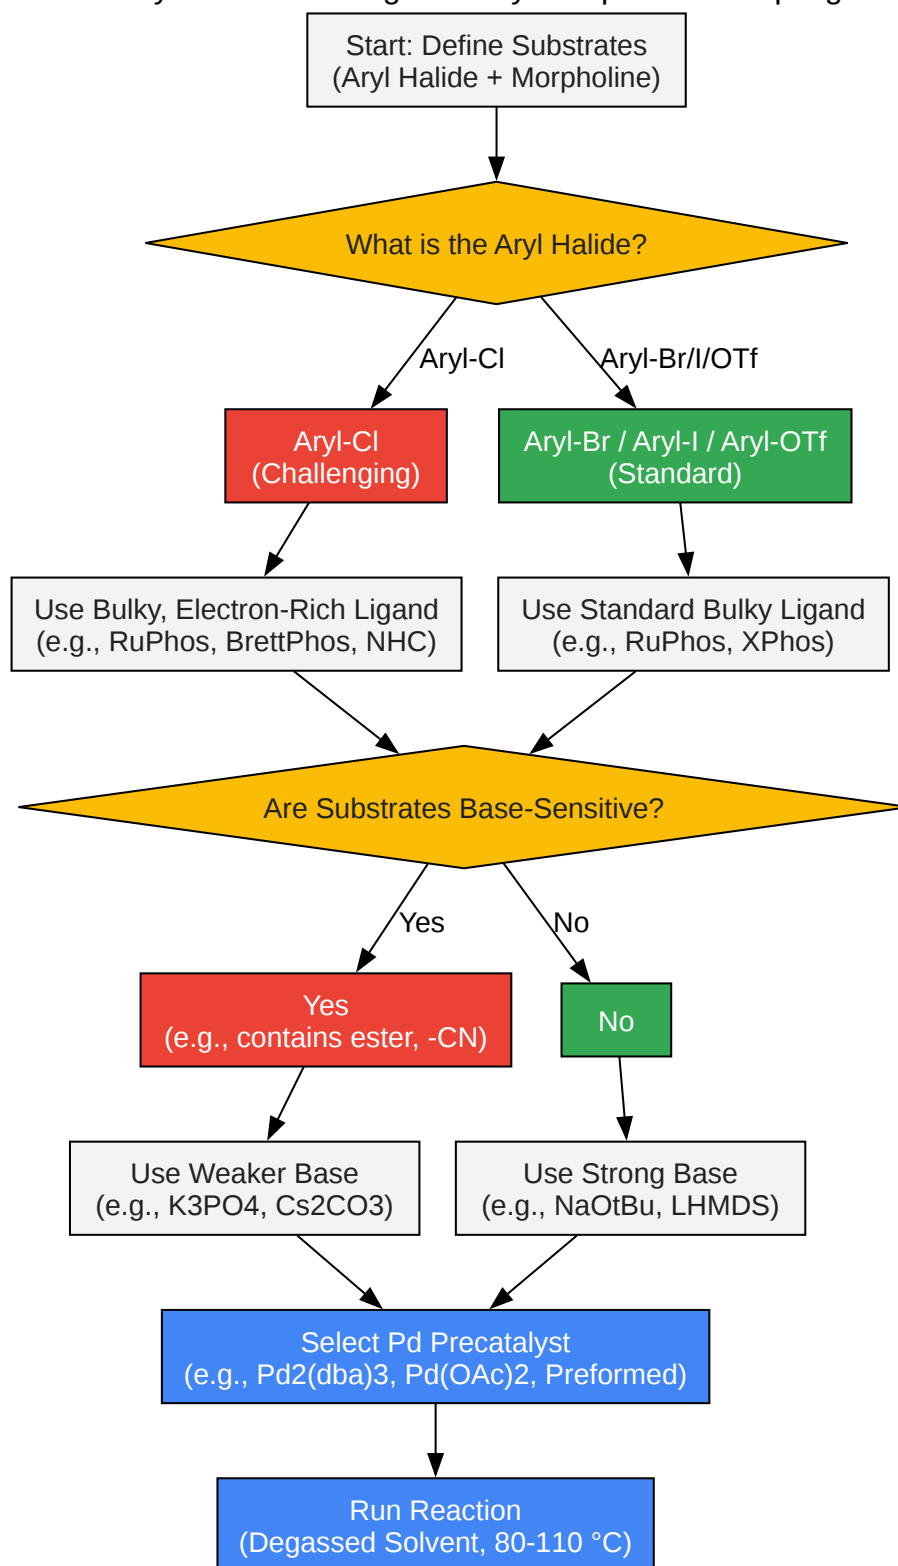 Start: Define Substrates
(Aryl Halide + Morpholine)
What is the Aryl Halide?
Aryl-Cl
Aryl-Br/I/OTf
Aryl-Cl
(Challenging)
Aryl-Br / Aryl-I / Aryl-OTf
(Standard)
Use Bulky, Electron-Rich Ligand
(e.g., RuPhos, BrettPhos, NHC)
Use Standard Bulky Ligand
(e.g., RuPhos, XPhos)
Are Substrates Base-Sensitive?
Yes
No
Yes
(e.g., contains ester, -CN)
No
Use Weaker Base
(e.g., K3PO4, Cs2CO3)
Use Strong Base
(e.g., NaOtBu, LHMDS)
Select Pd Precatalyst
(e.g., Pd2(dba)3, Pd(OAc)2, Preformed)
Run Reaction
(Degassed Solvent, 80-110 °C)